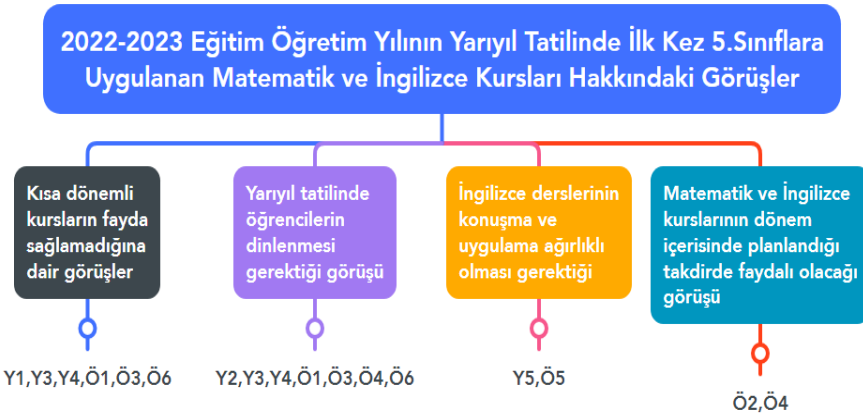 2022-2023 Eğitim Öğretim Yılının Yarıyıl Tatilinde İlk Kez 5.Sınıflara
Uygulanan Matematik ve İngilizce Kursları Hakkındaki Görüşler
Kısa dönemli
kursların fayda
sağlamadığına
dair görüşler
Yarıyıl tatilinde
öğrencilerin
dinlenmesi
gerektiği görüşü
İngilizce derslerinin
konuşma ve
uygulama ağırlıklı
olması gerektiği
Matematik ve İngilizce
kurslarının dönem
içerisinde planlandığı
takdirde faydalı olacağı
görüşü
Y1,Y3,Y4,Ö1,Ö3,Ö6
Y2,Y3,Y4,Ö1,Ö3,Ö4,Ö6
Y5,Ö5
Ö2,Ö4